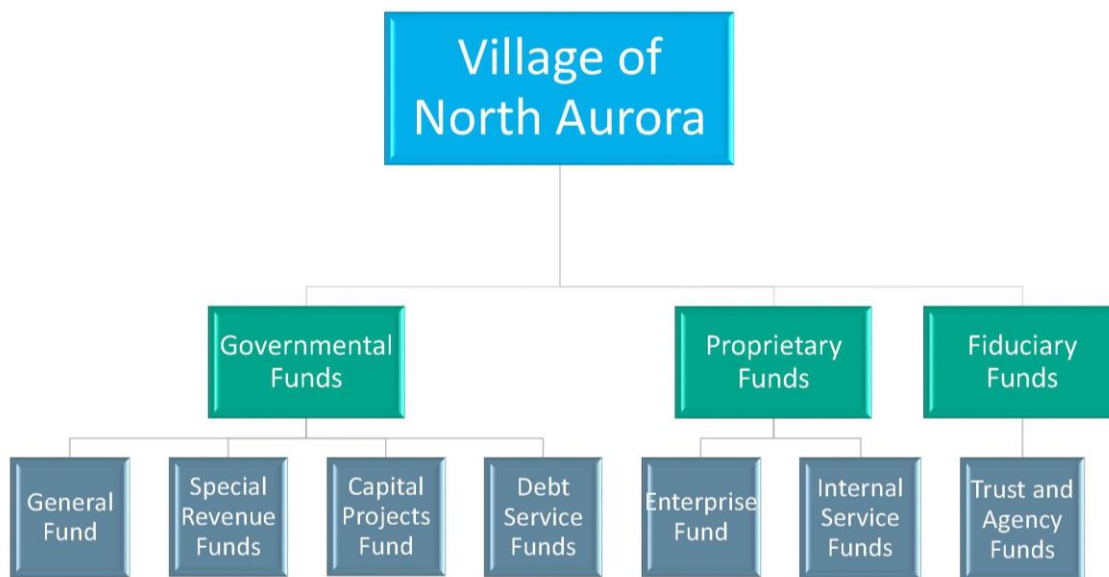 Village of
North Aurora
Governmental
Funds
Proprietary
Funds
Fiduciary
Funds
General
Fund
Special
Revenue
Funds
Capital
Projects
Fund
Debt
Service
Funds
Enterprise
Fund
Internal
Service
Funds
Trust and
Agency
Funds